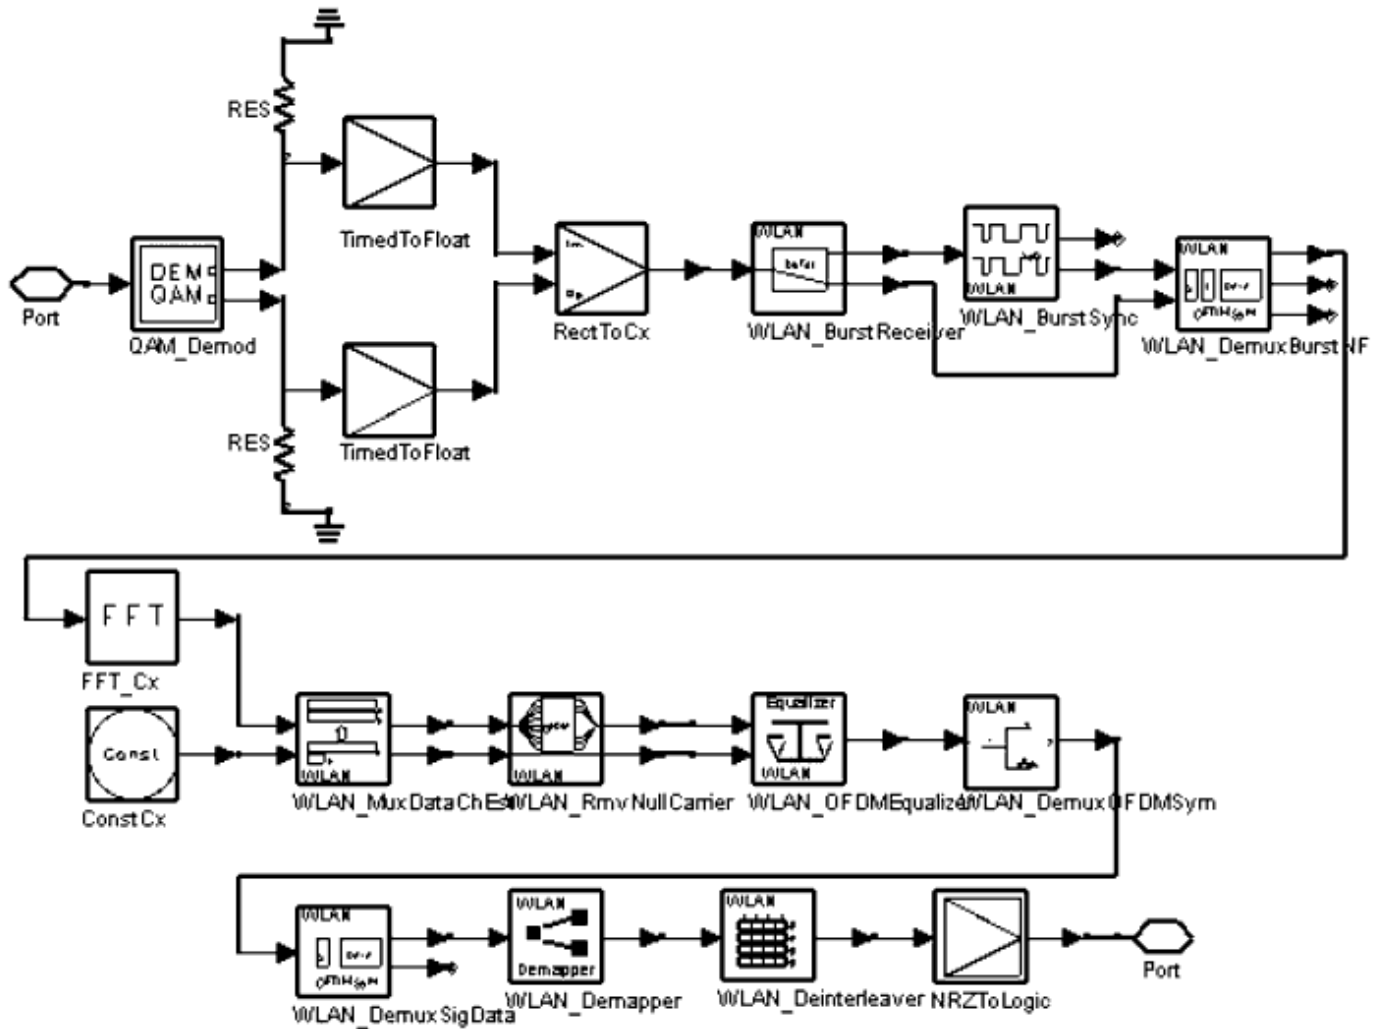 RES
TimedToFloat
DEM
QAM
Port
QAM_Demod
RectToCx
WLAN
WLAN_BurstReceiver
WLAN
WLAN_BurstSync
WLAN
WLAN_DemuxBurstNF
RES
TimedToFloat
FFT
FFT_Cx
Const
ConstCx
WLAN
WLAN_MuxDataChEst
WLAN
WLAN_RmvNullCarrier
Equalizer
WLAN
WLAN_OFDMEqualizer
WLAN
WLAN_DemuxOFDMSym
WLAN
WLAN_DemuxSigData
WLAN
Demapper
WLAN_Demapper
WLAN
WLAN_Deinterleaver
NRZToLogic
Port